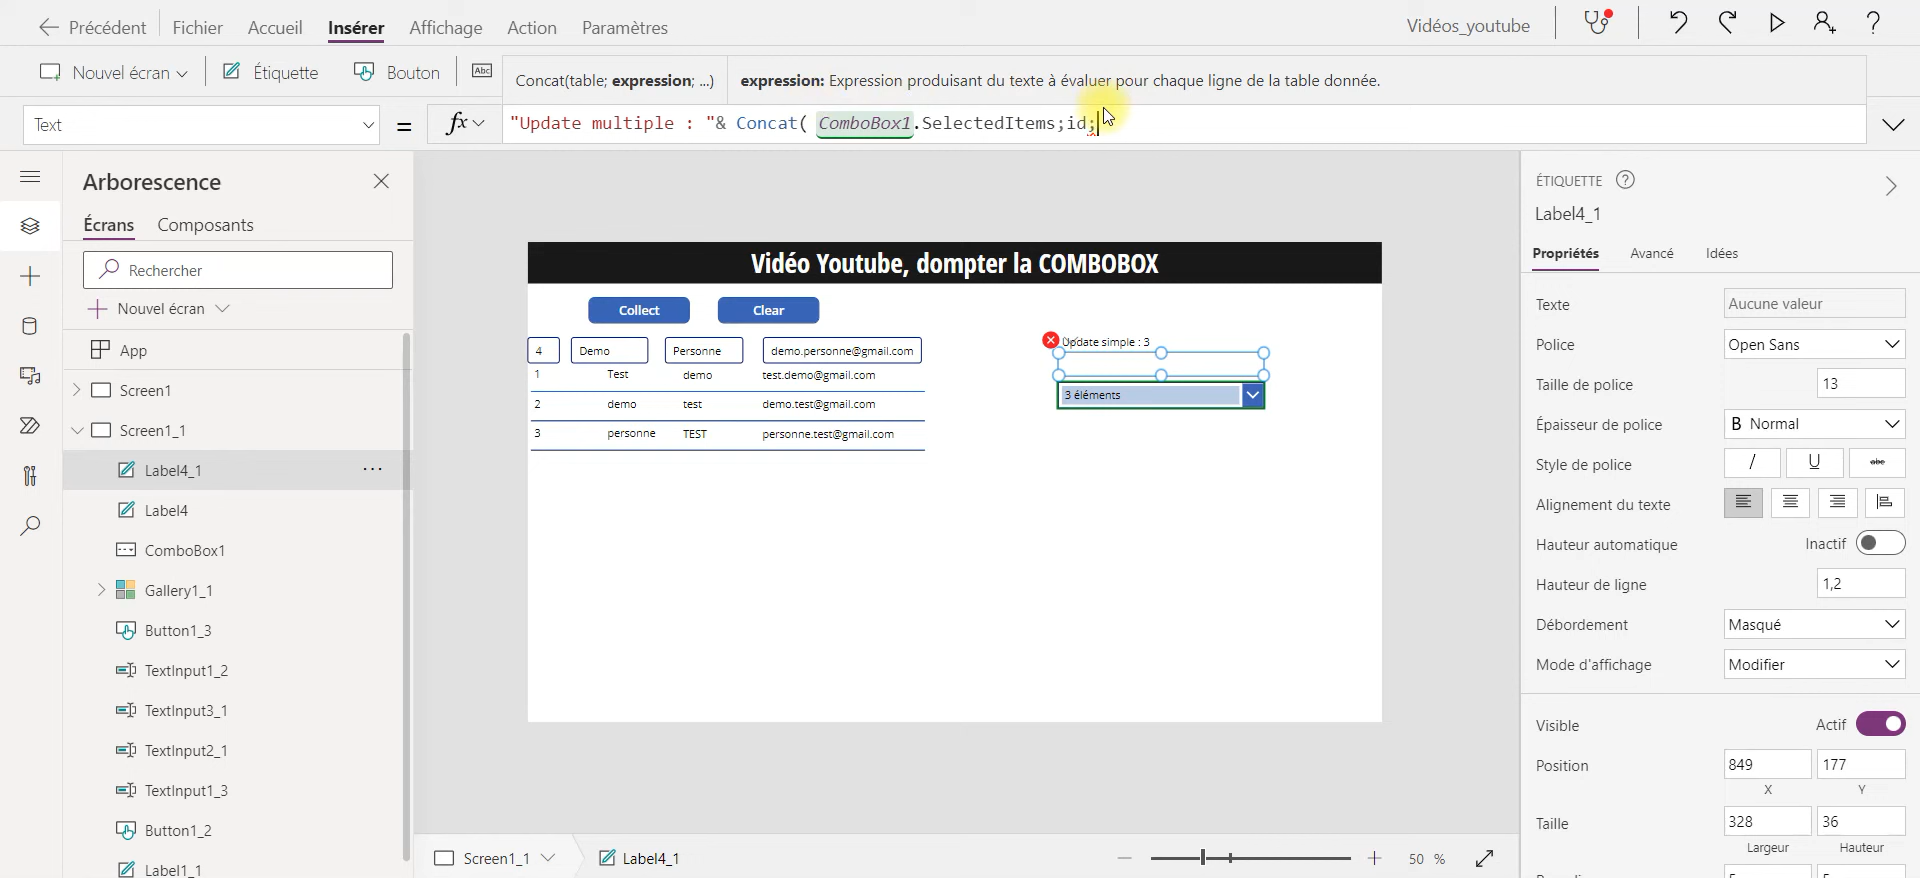 Précédent Fichier Accueil Insérer Affichage Action Paramètres Vidéos_youtube
Nouvel écran Étiquette Bouton Abc
Concat(table; expression; ...) expression: Expression produisant du texte à évaluer pour chaque ligne de la table donnée.
Text = fx "Update multiple : "& Concat( ComboBox1.SelectedItems;id;
Arborescence
Écrans Composants
Rechercher
Nouvel écran
App
Screen1
Screen1_1
Label4_1 ...
Label4
ComboBox1
Gallery1_1
Button1_3
TextInput1_2
TextInput3_1
TextInput2_1
TextInput1_3
Button1_2
Label1_1
Vidéo Youtube, dompter la COMBOBOX
Collect Clear
4 Demo Personne demo.personne@gmail.com
1 Test demo test.demo@gmail.com
2 demo test demo.test@gmail.com
3 personne TEST personne.test@gmail.com
Update simple : 3
3 éléments
Screen1_1 Label4_1 50 %
ÉTIQUETTE
Label4_1
Propriétés Avancé Idées
Texte Aucune valeur
Police Open Sans
Taille de police 13
Épaisseur de police B Normal
Style de police / U abc
Alignement du texte
Hauteur automatique Inactif
Hauteur de ligne 1,2
Débordement Masqué
Mode d'affichage Modifier
Visible Actif
Position 849 177
X Y
Taille 328 36
Largeur Hauteur